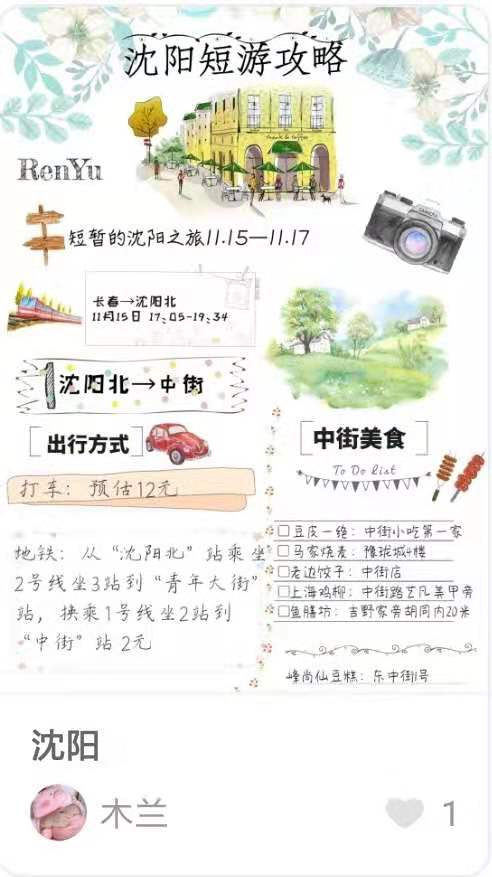 沈阳短游攻略
RenYu
短暂的沈阳之旅11.15—11.17
长春→沈阳北
11月15日 17:05-19:34
沈阳北→中街
出行方式
打车：预估12元
地铁：从“沈阳北”站乘坐
2号线坐3站到“青年大街”
站，换乘1号线坐2站到
“中街”站 2元
中街美食
To Do list
豆皮一绝：中街小吃第一家
马家烧麦：豫珑城4楼
老边饺子：中街店
上海鸡柳：中街路艺凡美甲旁
鱼膳坊：吉野家旁胡同内20米
峰尚仙豆糕：东中街1号
沈阳
木兰
1